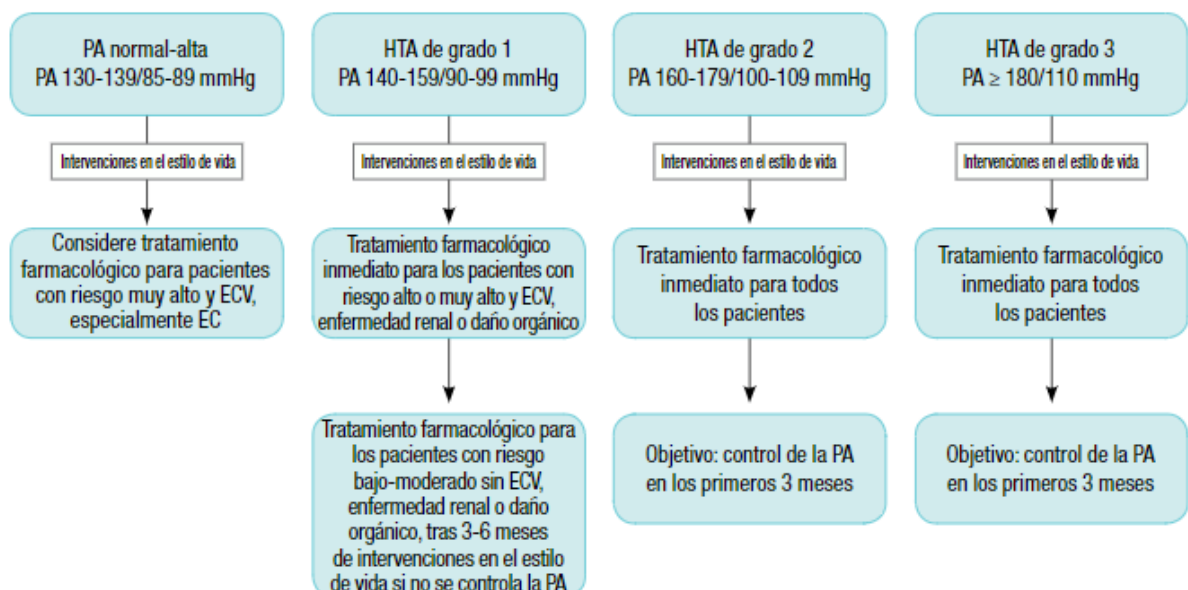 PA normal-alta
PA 130-139/85-89 mmHg
Intervenciones en el estilo de vida
Considere tratamiento
farmacológico para pacientes
con riesgo muy alto y ECV,
especialmente EC
HTA de grado 1
PA 140-159/90-99 mmHg
Intervenciones en el estilo de vida
Tratamiento farmacológico
inmediato para los pacientes con
riesgo alto o muy alto y ECV,
enfermedad renal o daño orgánico
Tratamiento farmacológico para
los pacientes con riesgo
bajo-moderado sin ECV,
enfermedad renal o daño
orgánico, tras 3-6 meses
de intervenciones en el estilo
de vida si no se controla la PA
HTA de grado 2
PA 160-179/100-109 mmHg
Intervenciones en el estilo de vida
Tratamiento farmacológico
inmediato para todos
los pacientes
Objetivo: control de la PA
en los primeros 3 meses
HTA de grado 3
PA ≥ 180/110 mmHg
Intervenciones en el estilo de vida
Tratamiento farmacológico
inmediato para todos
los pacientes
Objetivo: control de la PA
en los primeros 3 meses